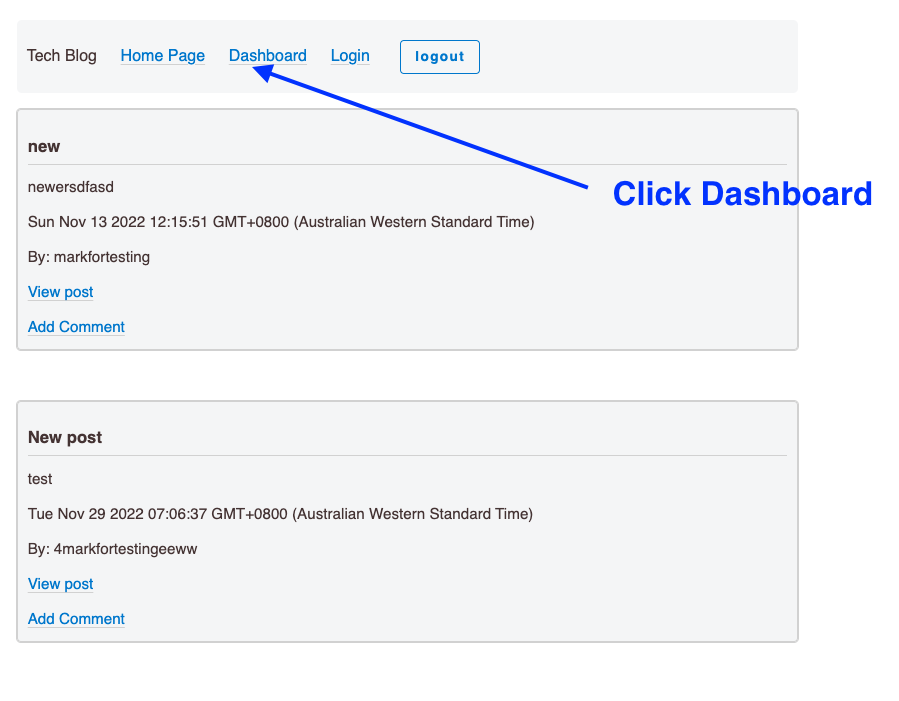 Tech Blog Home Page Dashboard Login logout
new
newersdfasd
Click Dashboard
Sun Nov 13 2022 12:15:51 GMT+0800 (Australian Western Standard Time)
By: markfortesting
View post
Add Comment
New post
test
Tue Nov 29 2022 07:06:37 GMT+0800 (Australian Western Standard Time)
By: 4markfortestingeeww
View post
Add Comment